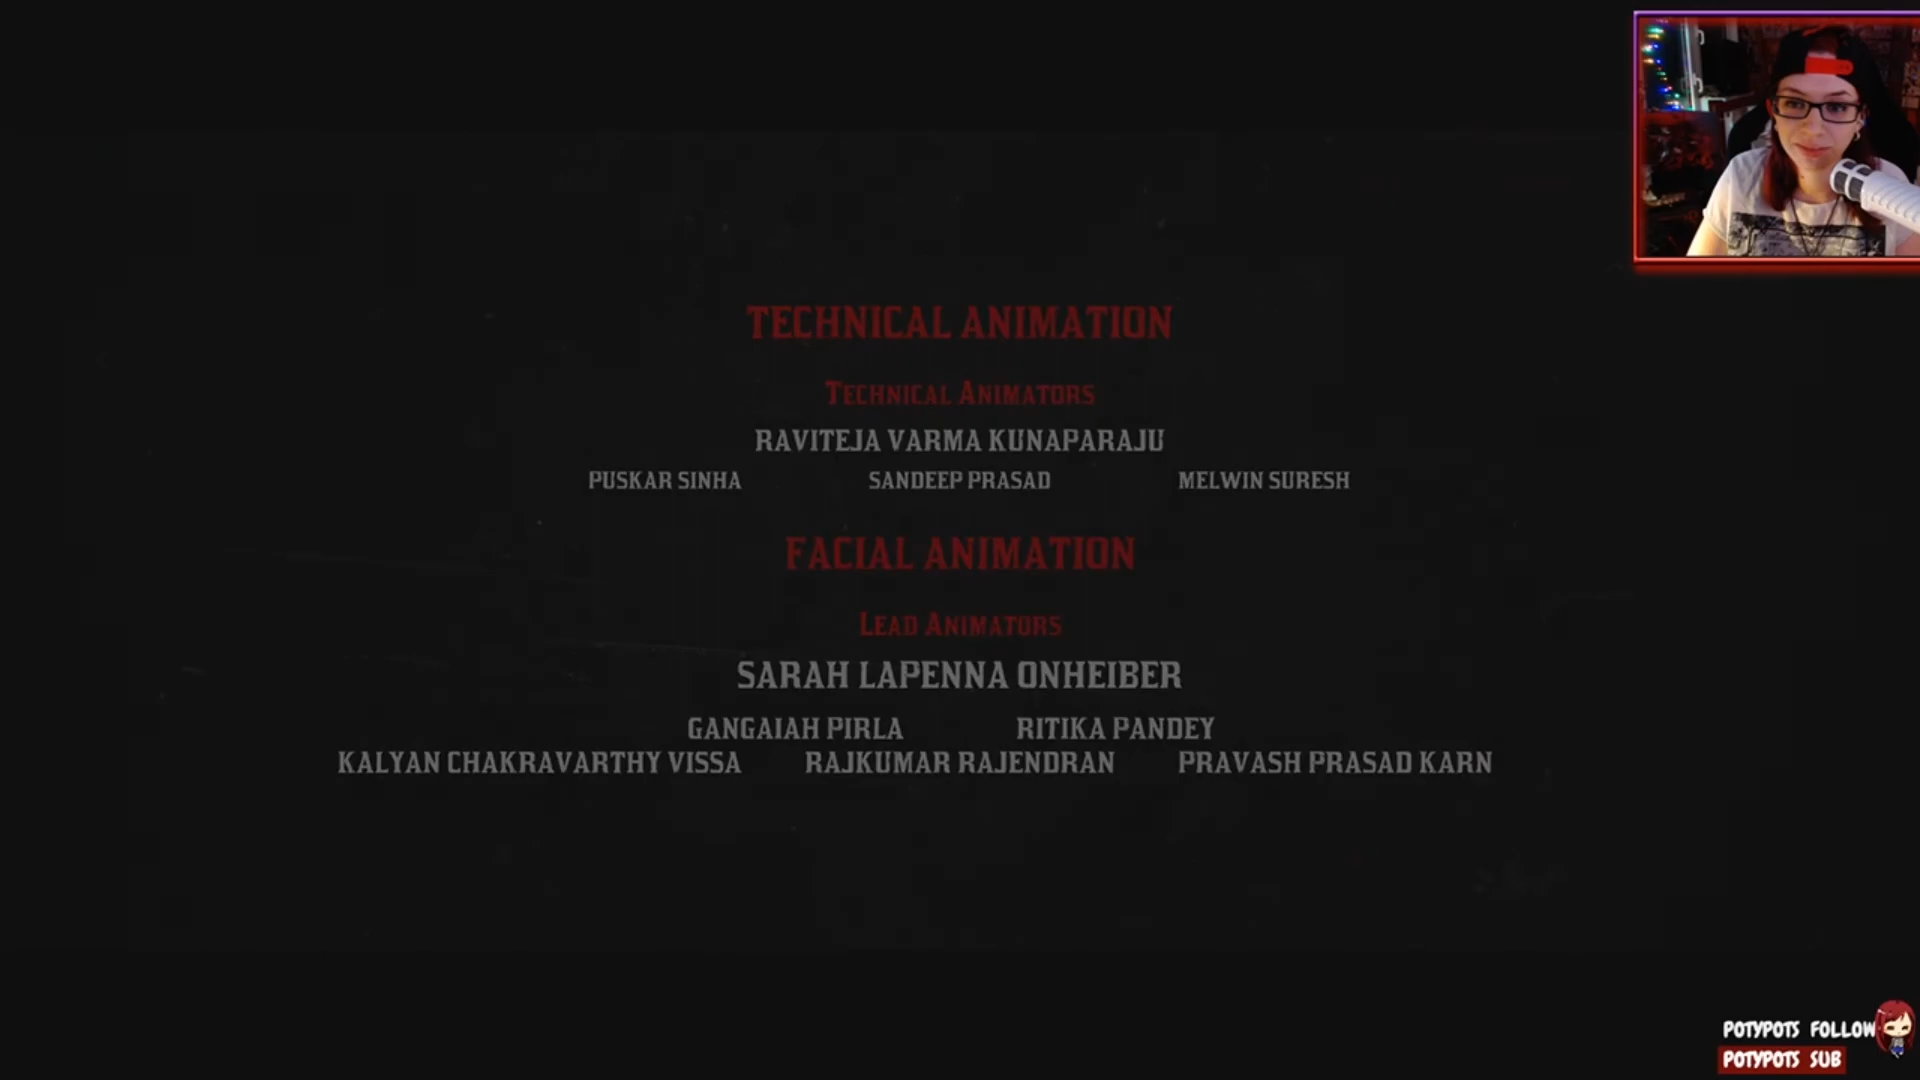 TECHNICAL ANIMATION
TECHNICAL ANIMATORS
RAVITEJA VARMA KUNAPARAJU
PUSKAR SINHA SANDEEP PRASAD MELWIN SURESH
FACIAL ANIMATION
LEAD ANIMATORS
SARAH LAPENNA ONHEIBER
GANGAIAH PIRLA RITIKA PANDEY
KALYAN CHAKRAVARTHY VISSA RAJKUMAR RAJENDRAN PRAVASH PRASAD KARN
POTYPOTS FOLLOW
POTYPOTS SUB